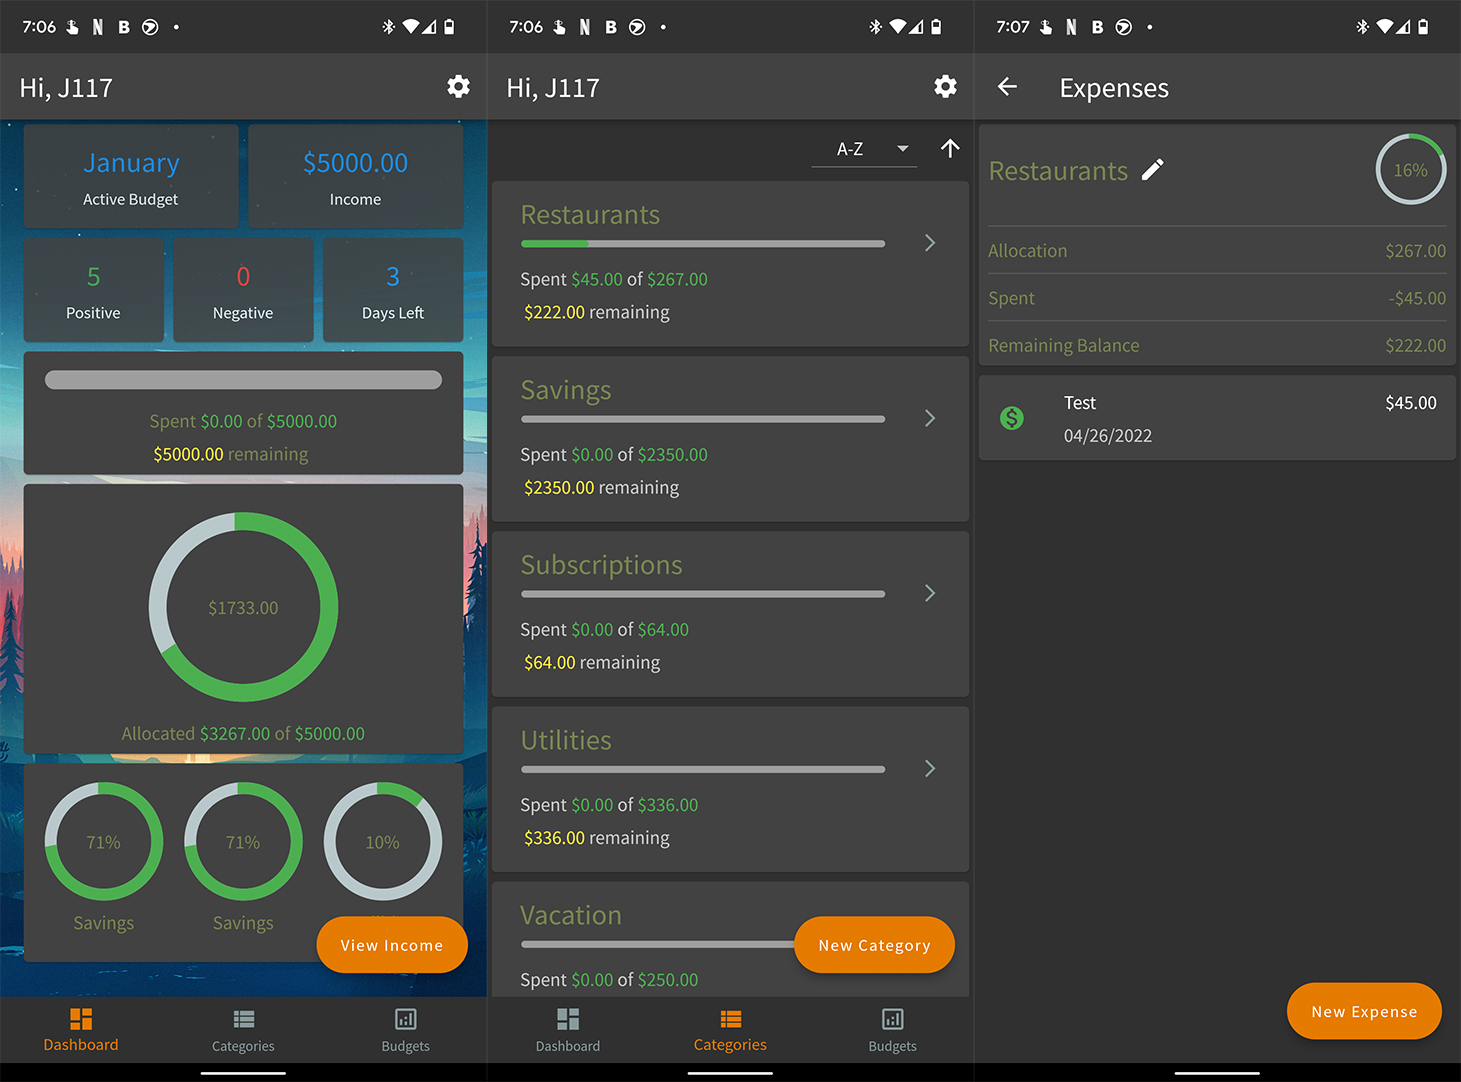 7:06 N B
Hi, J117
January
Active Budget
$5000.00
Income
5
Positive
0
Negative
3
Days Left
Spent $0.00 of $5000.00
$5000.00 remaining
$1733.00
Allocated $3267.00 of $5000.00
71%
Savings
71%
Savings
10%
View Income
Dashboard
Categories
Budgets
7:06 N B
Hi, J117
A-Z
Restaurants
Spent $45.00 of $267.00
$222.00 remaining
Savings
Spent $0.00 of $2350.00
$2350.00 remaining
Subscriptions
Spent $0.00 of $64.00
$64.00 remaining
Utilities
Spent $0.00 of $336.00
$336.00 remaining
Vacation
Spent $0.00 of $250.00
New Category
Dashboard
Categories
Budgets
7:07 N B
Expenses
Restaurants
16%
Allocation $267.00
Spent -$45.00
Remaining Balance $222.00
Test $45.00
04/26/2022
New Expense